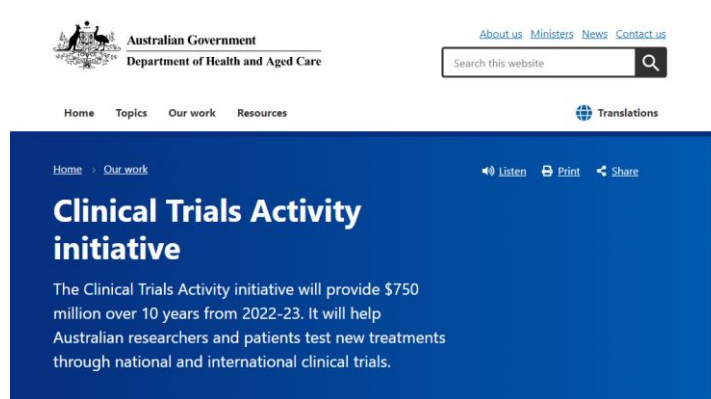 Australian Government
Department of Health and Aged Care
About us Ministers News Contact us
Search this website
Home Topics Our work Resources
Translations
Home > Our work
Listen Print Share
Clinical Trials Activity
initiative
The Clinical Trials Activity initiative will provide $750
million over 10 years from 2022-23. It will help
Australian researchers and patients test new treatments
through national and international clinical trials.